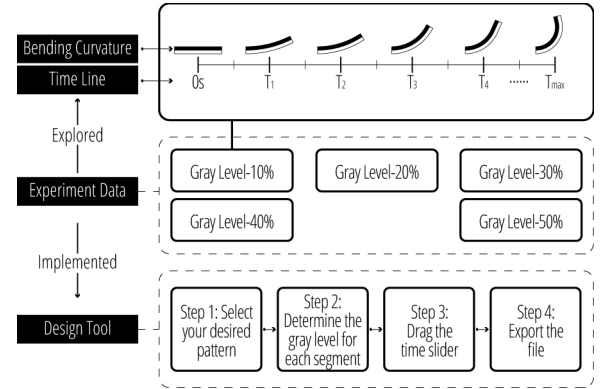 Bending Curvature
Time Line
0s T1 T2 T3 T4 ...... Tmax
Explored
Experiment Data
Gray Level-10% Gray Level-20% Gray Level-30%
Gray Level-40% Gray Level-50%
Implemented
Design Tool
Step 1: Select
your desired
pattern
Step 2:
Determine the
gray level for
each segment
Step 3:
Drag the
time slider
Step 4:
Export the
file